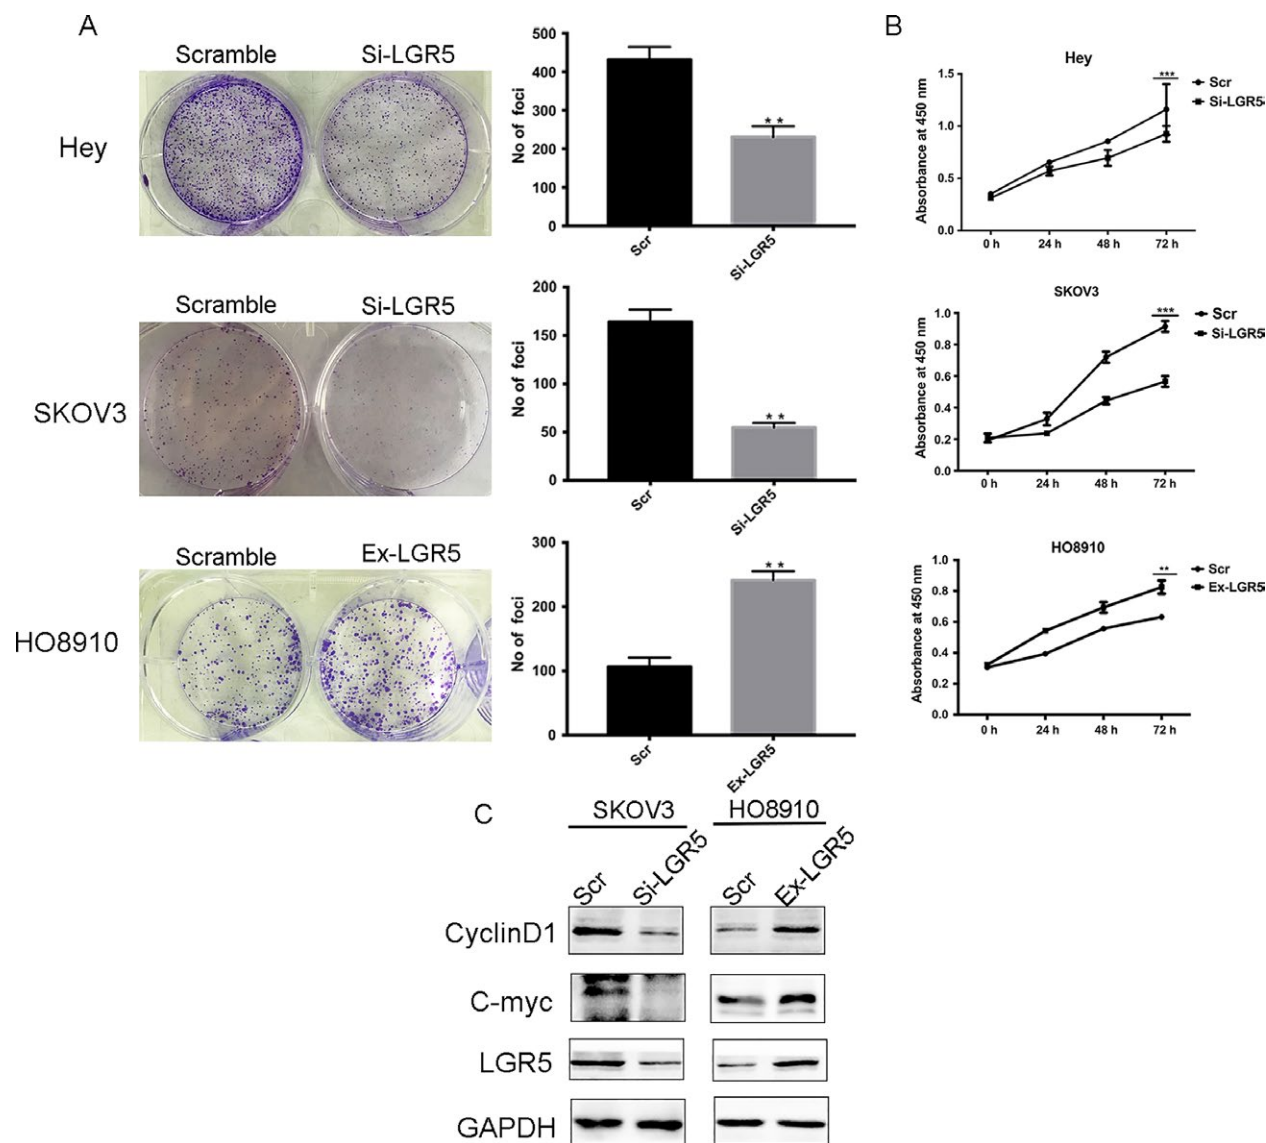 A
B
Scramble
Si-LGR5
Hey
No of foci
500
400
300
200
100
0
**
Scr
Si-LGR5
Hey
Absorbance at 450 nm
1.5
1.0
0.5
0.0
***
0 h
24 h
48 h
72 h
Scr
Si-LGR5
Scramble
Si-LGR5
SKOV3
No of foci
200
150
100
50
0
**
Scr
Si-LGR5
SKOV3
Absorbance at 450 nm
1.0
0.8
0.6
0.4
0.2
0.0
***
0 h
24 h
48 h
72 h
Scr
Si-LGR5
Scramble
Ex-LGR5
HO8910
No of foci
300
200
100
0
**
Scr
Ex-LGR5
HO8910
Absorbance at 450 nm
1.0
0.8
0.6
0.4
0.2
0.0
**
0 h
24 h
48 h
72 h
Scr
Ex-LGR5
C
SKOV3
HO8910
Scr
Si-LGR5
Scr
Ex-LGR5
CyclinD1
C-myc
LGR5
GAPDH